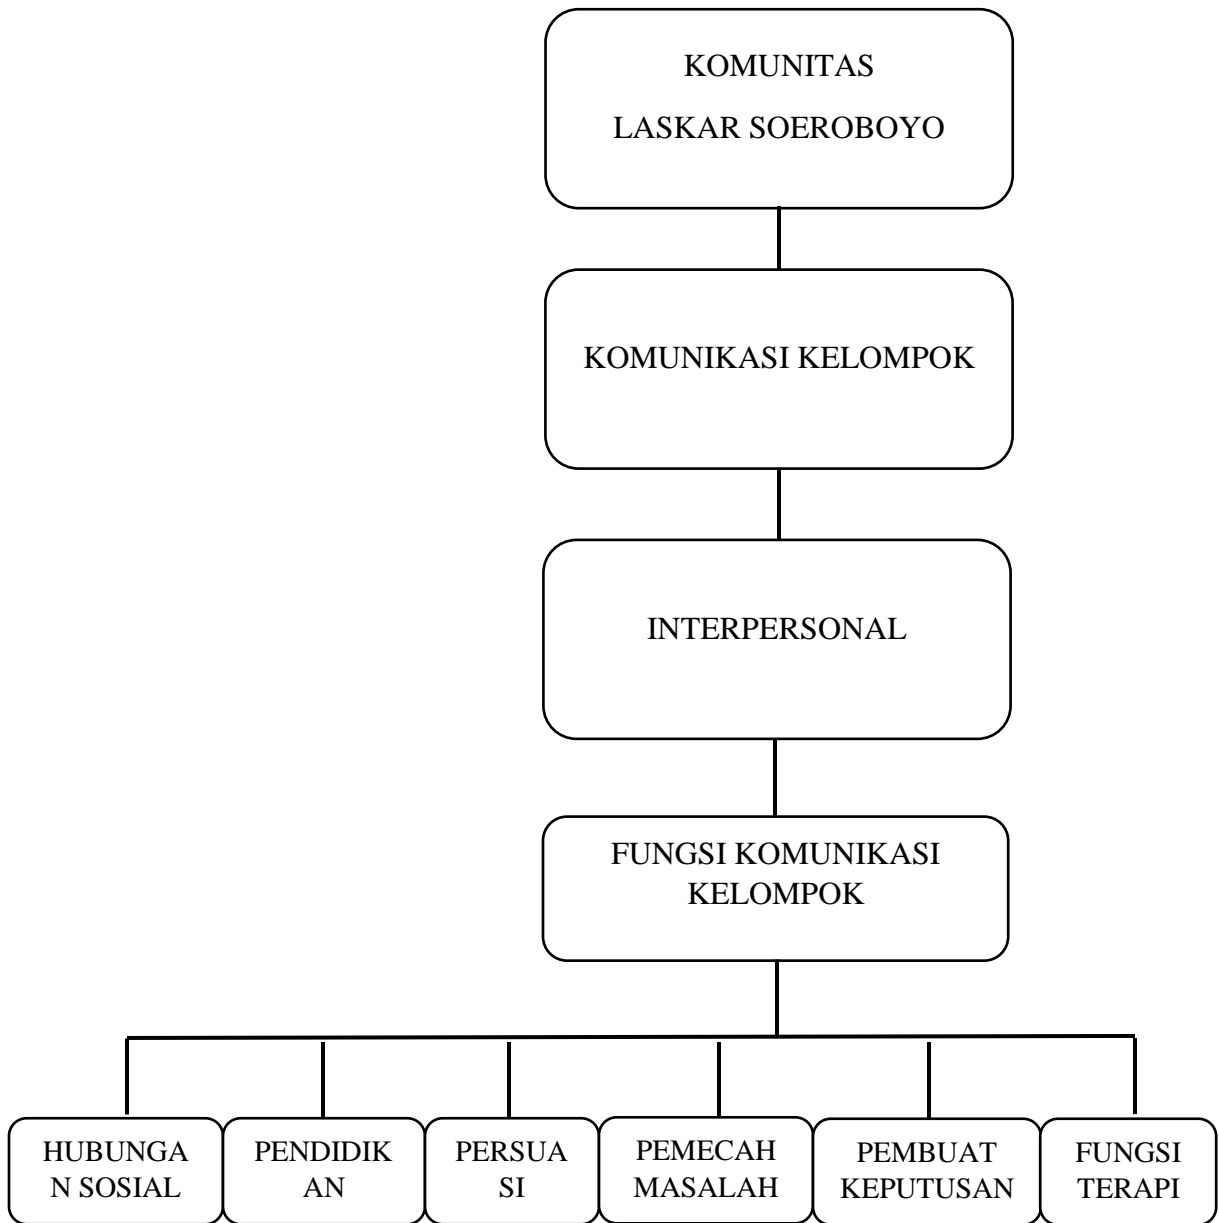 KOMUNITAS
LASKAR SOEROBOYO
KOMUNIKASI KELOMPOK
INTERPERSONAL
FUNGSI KOMUNIKASI
KELOMPOK
HUBUNGA
N SOSIAL
PENDIDIK
AN
PERSUA
SI
PEMECAH
MASALAH
PEMBUAT
KEPUTUSAN
FUNGSI
TERAPI